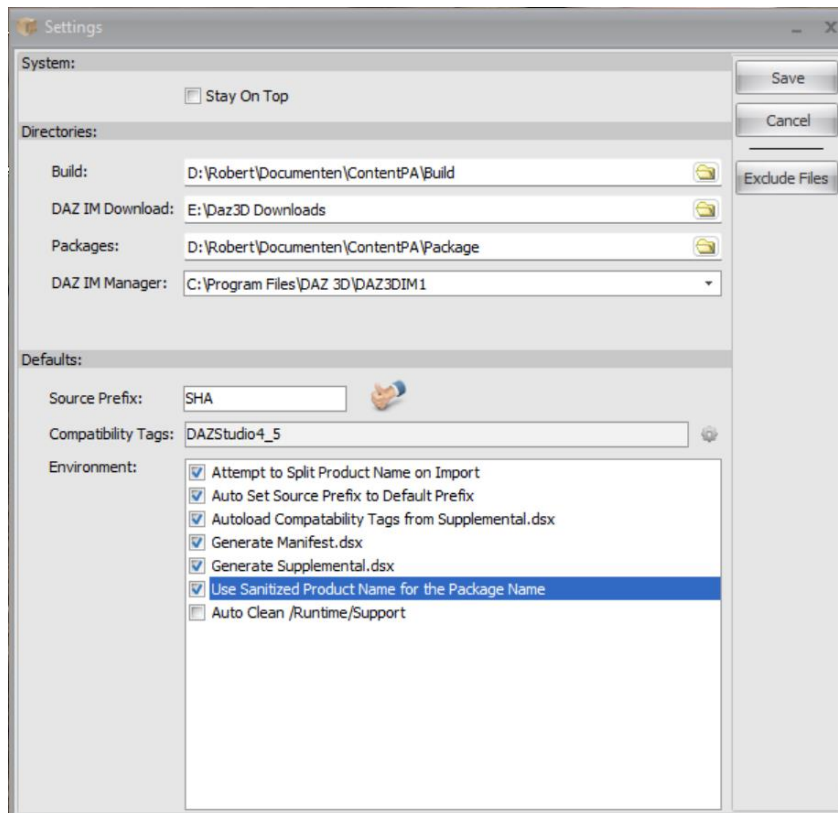 Settings
System:
Save
Stay On Top
Cancel
Directories:
Build: D:\Robert\Documenten\ContentPA\Build
Exclude Files
DAZ IM Download: E:\Daz3D Downloads
Packages: D:\Robert\Documenten\ContentPA\Package
DAZ IM Manager: C:\Program Files\DAZ 3D\DAZ3DIM1
Defaults:
Source Prefix: SHA
Compatibility Tags: DAZStudio4_5
Environment:
Attempt to Split Product Name on Import
Auto Set Source Prefix to Default Prefix
Autoload Compatability Tags from Supplemental.dsx
Generate Manifest.dsx
Generate Supplemental.dsx
Use Sanitized Product Name for the Package Name
Auto Clean /Runtime/Support